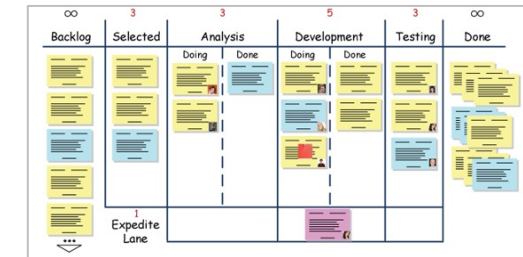 ∞ 3 3 5 3 ∞
Backlog Selected Analysis Development Testing Done
Doing Done Doing Done
1
Expedite
Lane